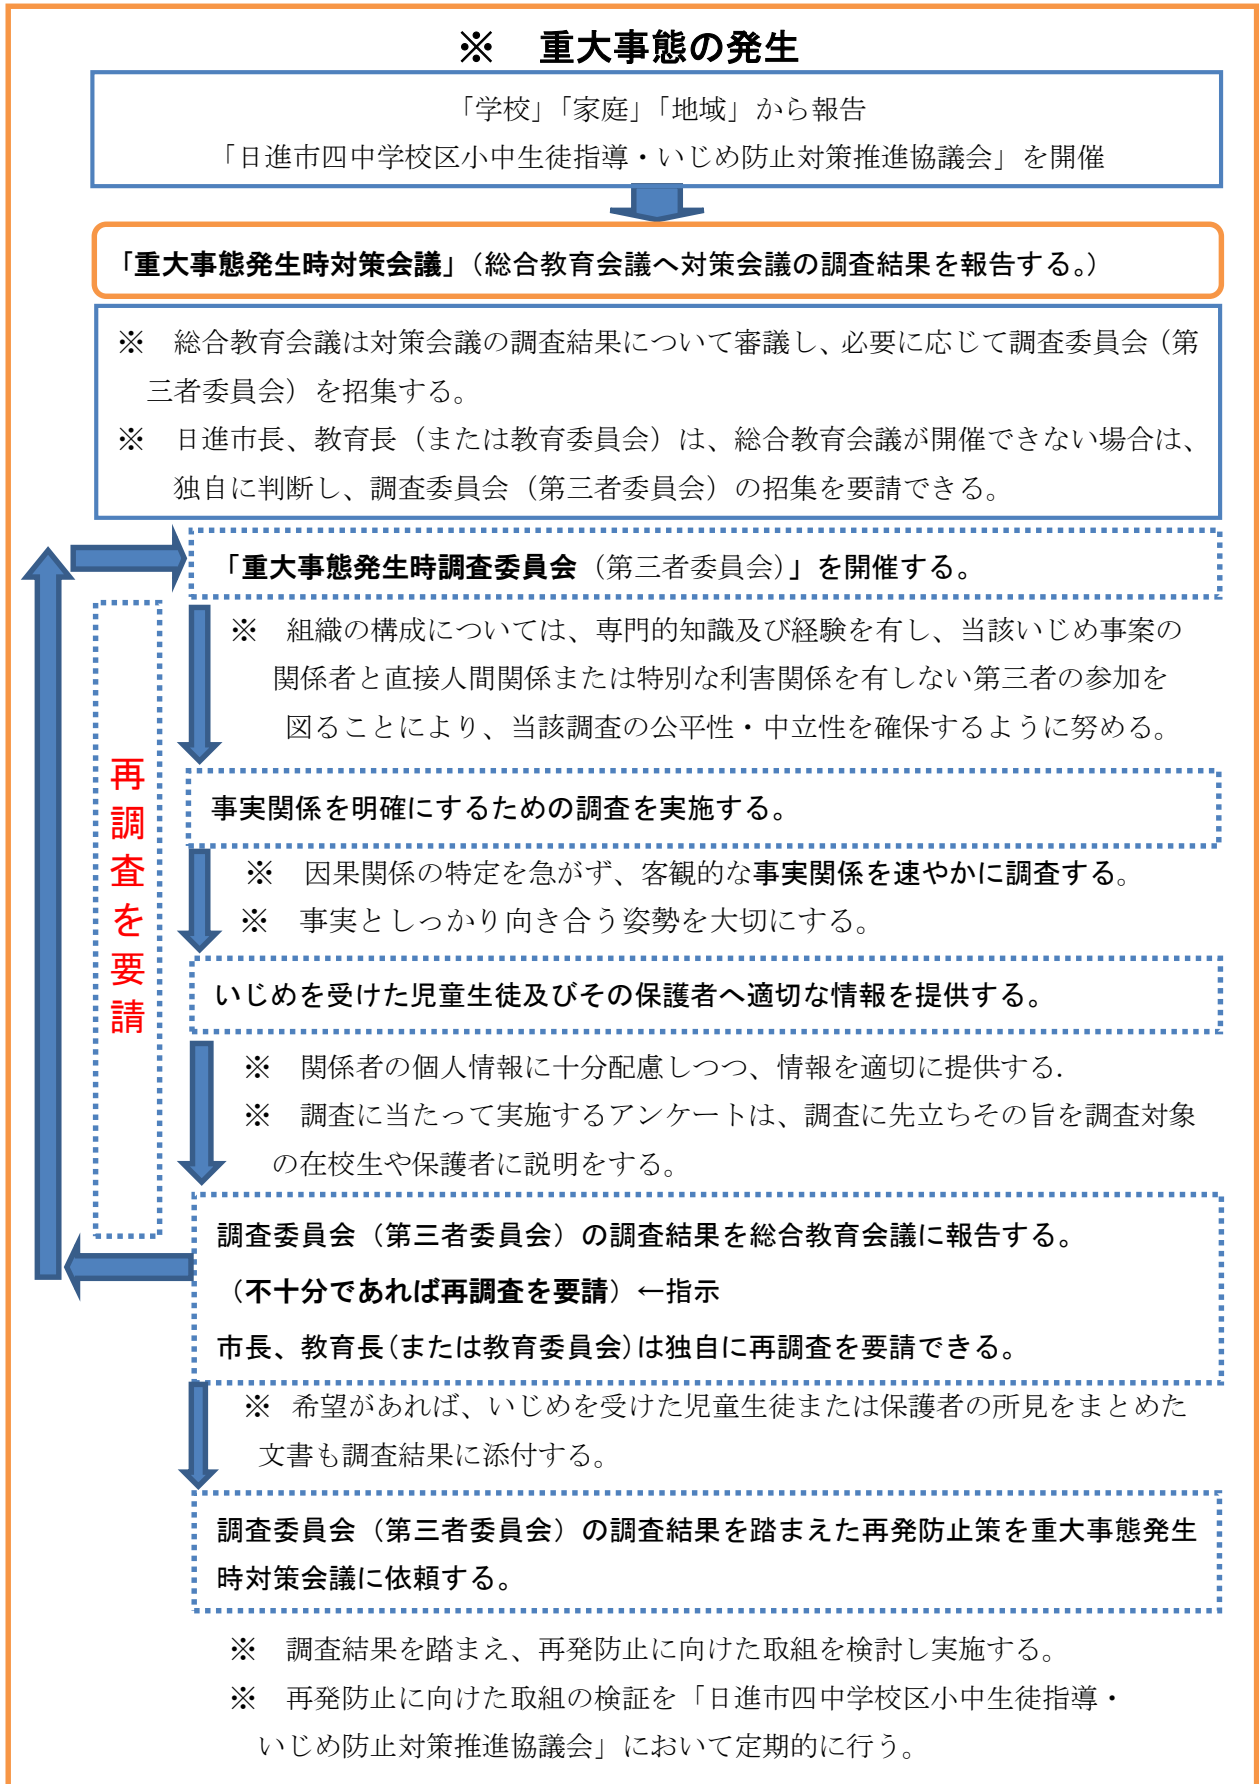 ※　重大事態の発生
「学校」「家庭」「地域」から報告
「日進市四中学校区小中生徒指導・いじめ防止対策推進協議会」を開催
「重大事態発生時対策会議」（総合教育会議へ対策会議の調査結果を報告する。）
※　総合教育会議は対策会議の調査結果について審議し、必要に応じて調査委員会（第
三者委員会）を招集する。
※　日進市長、教育長（または教育委員会）は、総合教育会議が開催できない場合は、
独自に判断し、調査委員会（第三者委員会）の招集を要請できる。
「重大事態発生時調査委員会（第三者委員会）」を開催する。
※　組織の構成については、専門的知識及び経験を有し、当該いじめ事案の
関係者と直接人間関係または特別な利害関係を有しない第三者の参加を
図ることにより、当該調査の公平性・中立性を確保するように努める。
再調査を要請
事実関係を明確にするための調査を実施する。
※　因果関係の特定を急がず、客観的な事実関係を速やかに調査する。
※　事実としっかり向き合う姿勢を大切にする。
いじめを受けた児童生徒及びその保護者へ適切な情報を提供する。
※　関係者の個人情報に十分配慮しつつ、情報を適切に提供する.
※　調査に当たって実施するアンケートは、調査に先立ちその旨を調査対象
の在校生や保護者に説明をする。
調査委員会（第三者委員会）の調査結果を総合教育会議に報告する。
（不十分であれば再調査を要請）←指示
市長、教育長(または教育委員会)は独自に再調査を要請できる。
※　希望があれば、いじめを受けた児童生徒または保護者の所見をまとめた
文書も調査結果に添付する。
調査委員会（第三者委員会）の調査結果を踏まえた再発防止策を重大事態発生
時対策会議に依頼する。
※　調査結果を踏まえ、再発防止に向けた取組を検討し実施する。
※　再発防止に向けた取組の検証を「日進市四中学校区小中生徒指導・
いじめ防止対策推進協議会」において定期的に行う。